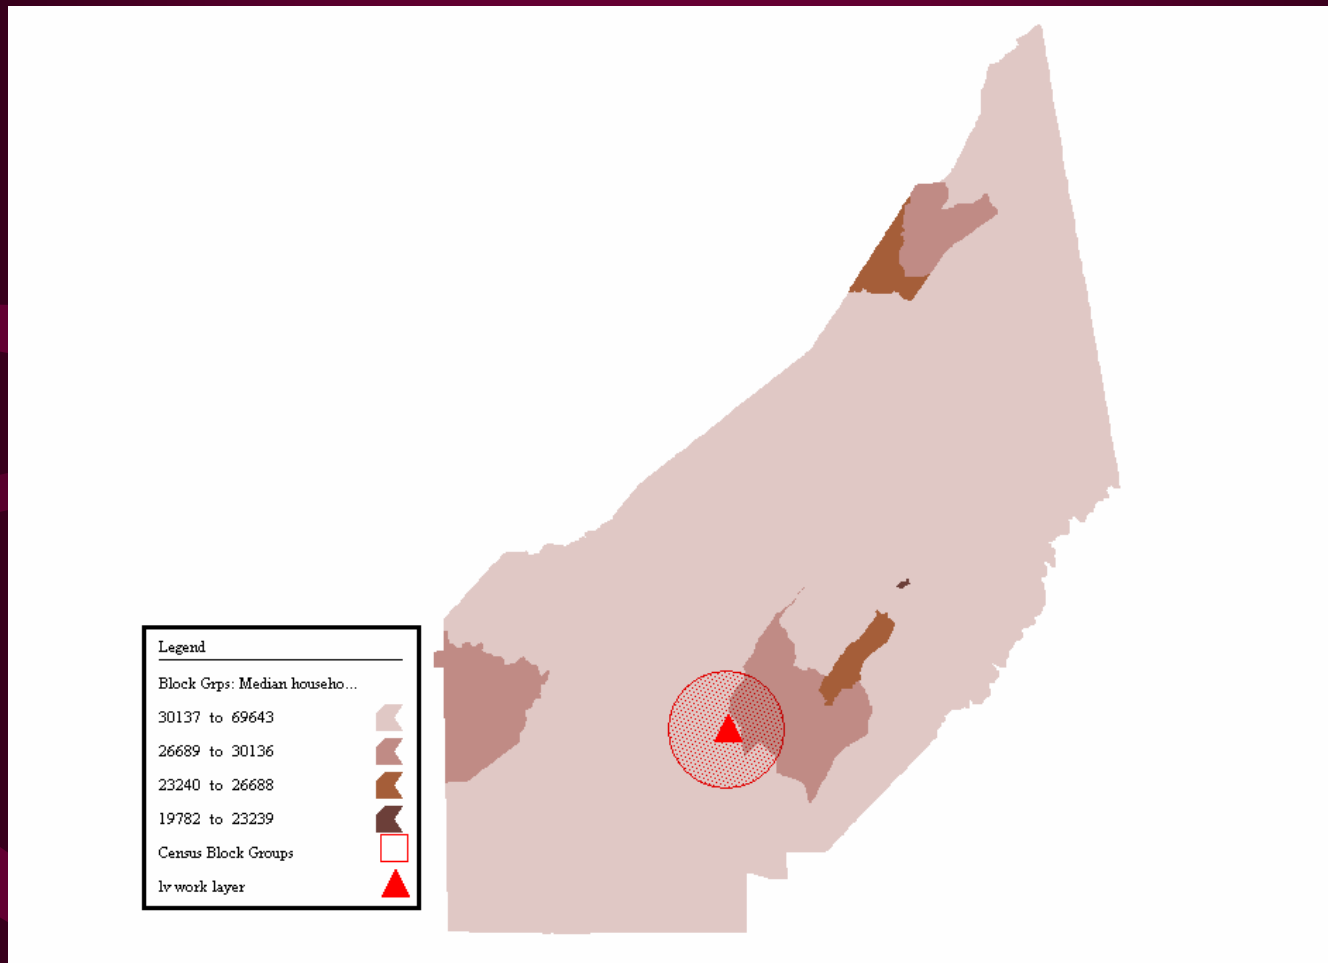 Legend
Block Grps: Median househo...
30137 to 69643
26689 to 30136
23240 to 26688
19782 to 23239
Census Block Groups
lv work layer